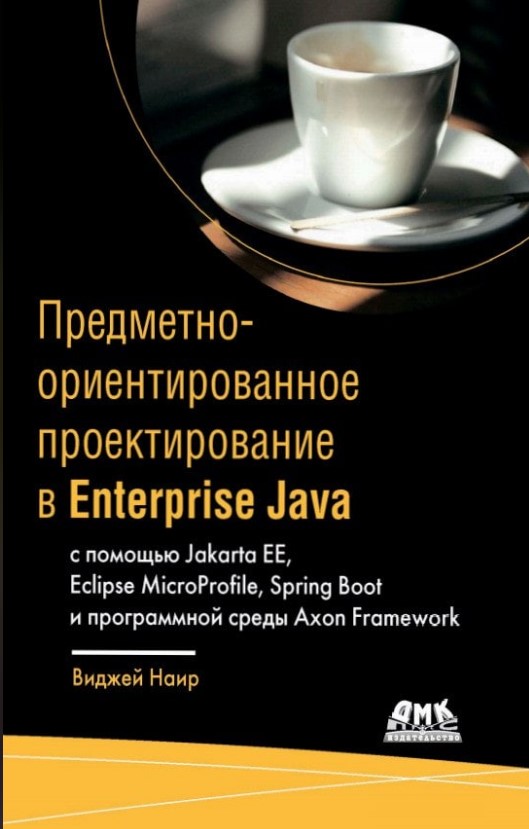 Предметно-
ориентированное
проектирование
в Enterprise Java
с помощью Jakarta EE,
Eclipse MicroProfile, Spring Boot
и программной среды Axon Framework
Виджей Наир
ДМК
издательство